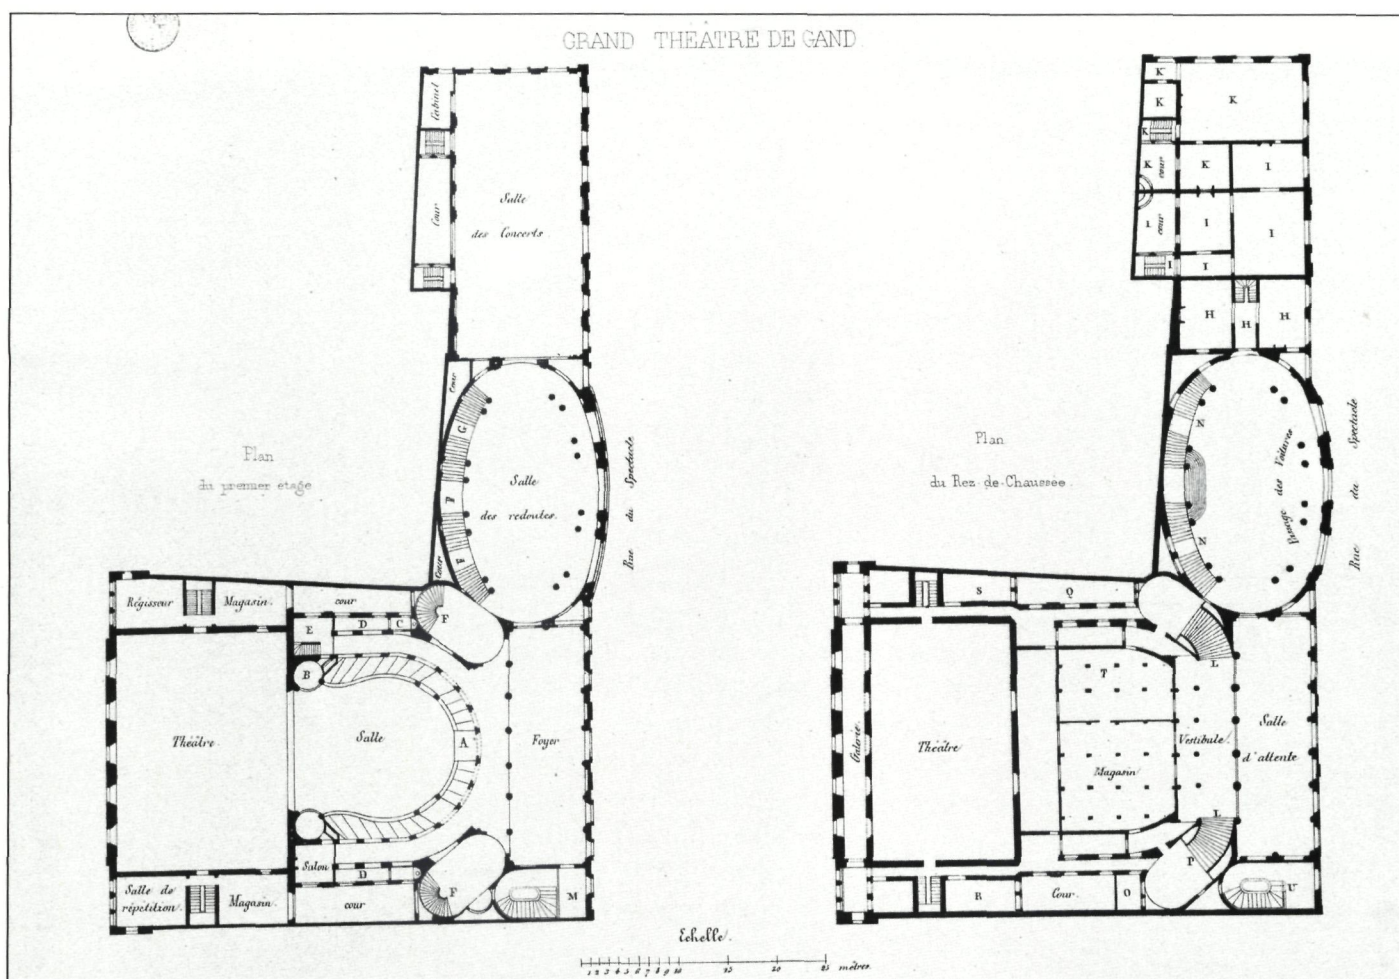 GRAND THEATRE DE GAND.
Plan
du premier étage
Cabinet
Cour
Salle
des Concerts.
Cour
G
F
F
Salle
des redoutes.
Cour
Rue du Spectacle
Régisseur
Magasin
cour
E
D
C
F
B
Théâtre
Salle
A
Foyer
Salon
D
F
M
Salle de
répétition.
Magasin
cour
Plan
du Rez-de-Chaussée.
K
K
K
K
K
cour
K
I
I
cour
I
I
I
I
H
H
H
N
N
Passage des Voitures
Rue du Spectacle
S
Q
L
T
Galerie
Théâtre
Magasin
Vestibule.
Salle
d'attente
L
P
R
Cour.
O
U
Echelle.
1 2 3 4 5 6 7 8 9 10 15 20 25 mètres.